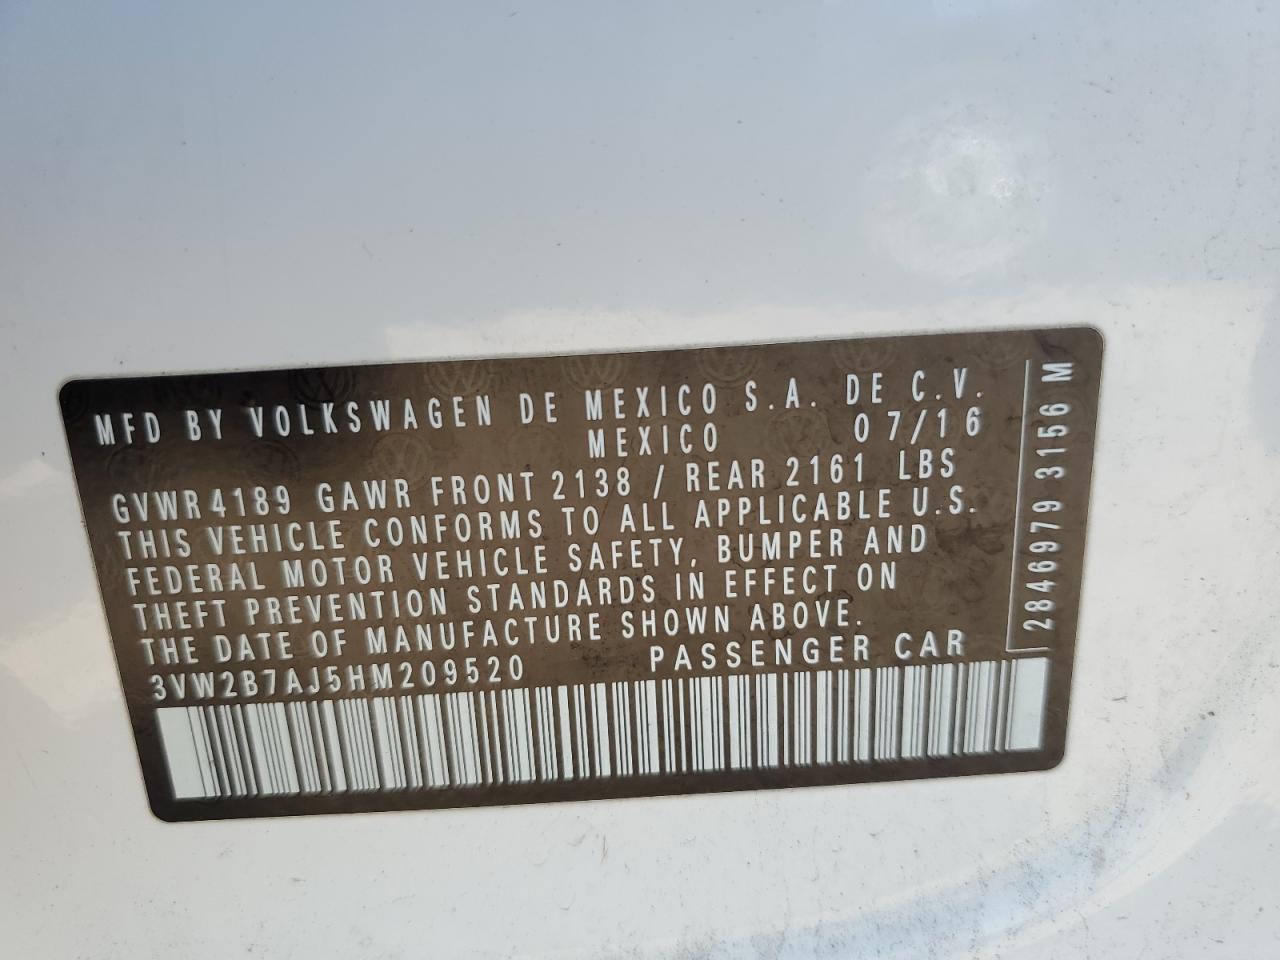 MFD BY VOLKSWAGEN DE MEXICO S.A. DE C.V.
MEXICO 07/16
GVWR 4189 GAWR FRONT 2138 / REAR 2161 LBS
THIS VEHICLE CONFORMS TO ALL APPLICABLE U.S.
FEDERAL MOTOR VEHICLE SAFETY, BUMPER AND
THEFT PREVENTION STANDARDS IN EFFECT ON
THE DATE OF MANUFACTURE SHOWN ABOVE.
3VW2B7AJ5HM209520 PASSENGER CAR
2846979 3156 M